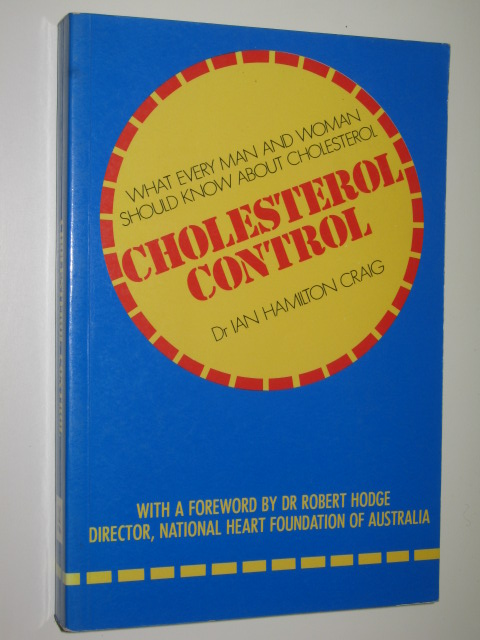 WHAT EVERY MAN AND WOMAN
SHOULD KNOW ABOUT CHOLESTEROL
CHOLESTEROL
CONTROL
Dr IAN HAMILTON CRAIG
WITH A FOREWORD BY DR ROBERT HODGE
DIRECTOR, NATIONAL HEART FOUNDATION OF AUSTRALIA